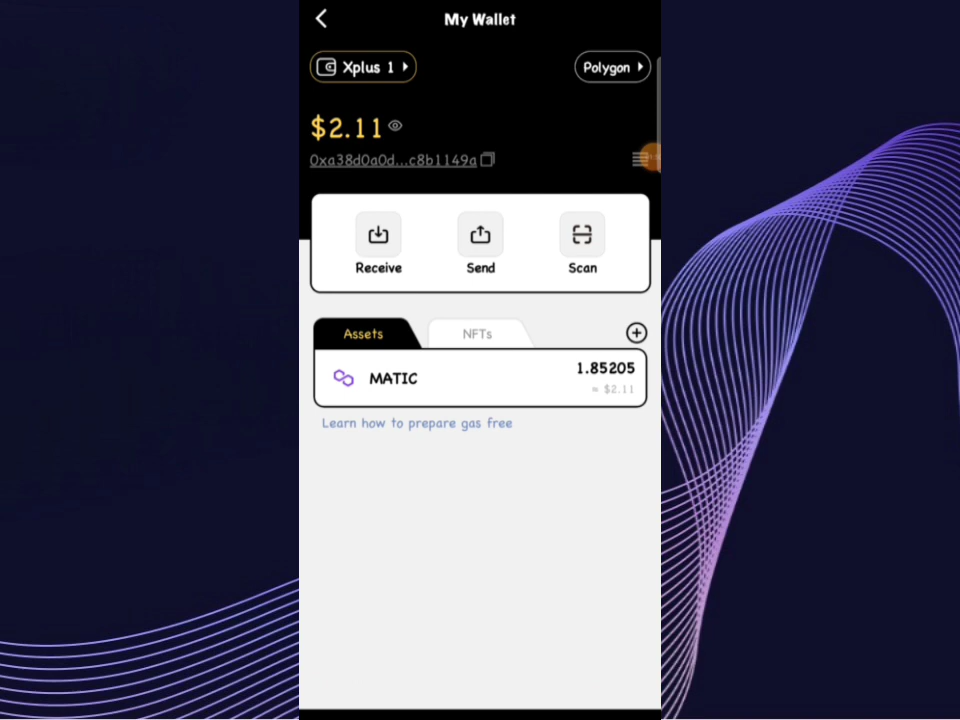 My Wallet
Xplus 1
Polygon
$2.11
0xa38d0a0d...c8b1149a
Receive
Send
Scan
Assets
NFTs
MATIC
1.85205
≈ $2.11
Learn how to prepare gas free